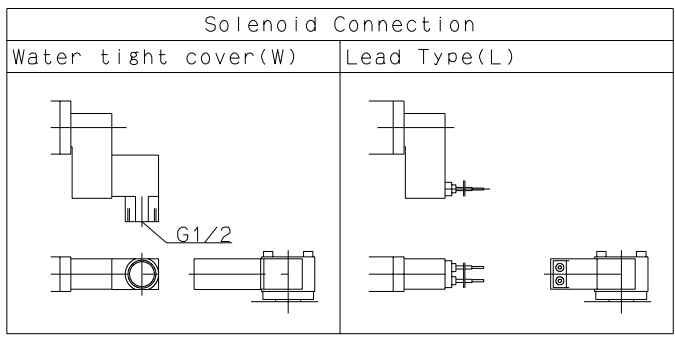 Solenoid Connection
Water tight cover(W)
Lead Type(L)
G1/2